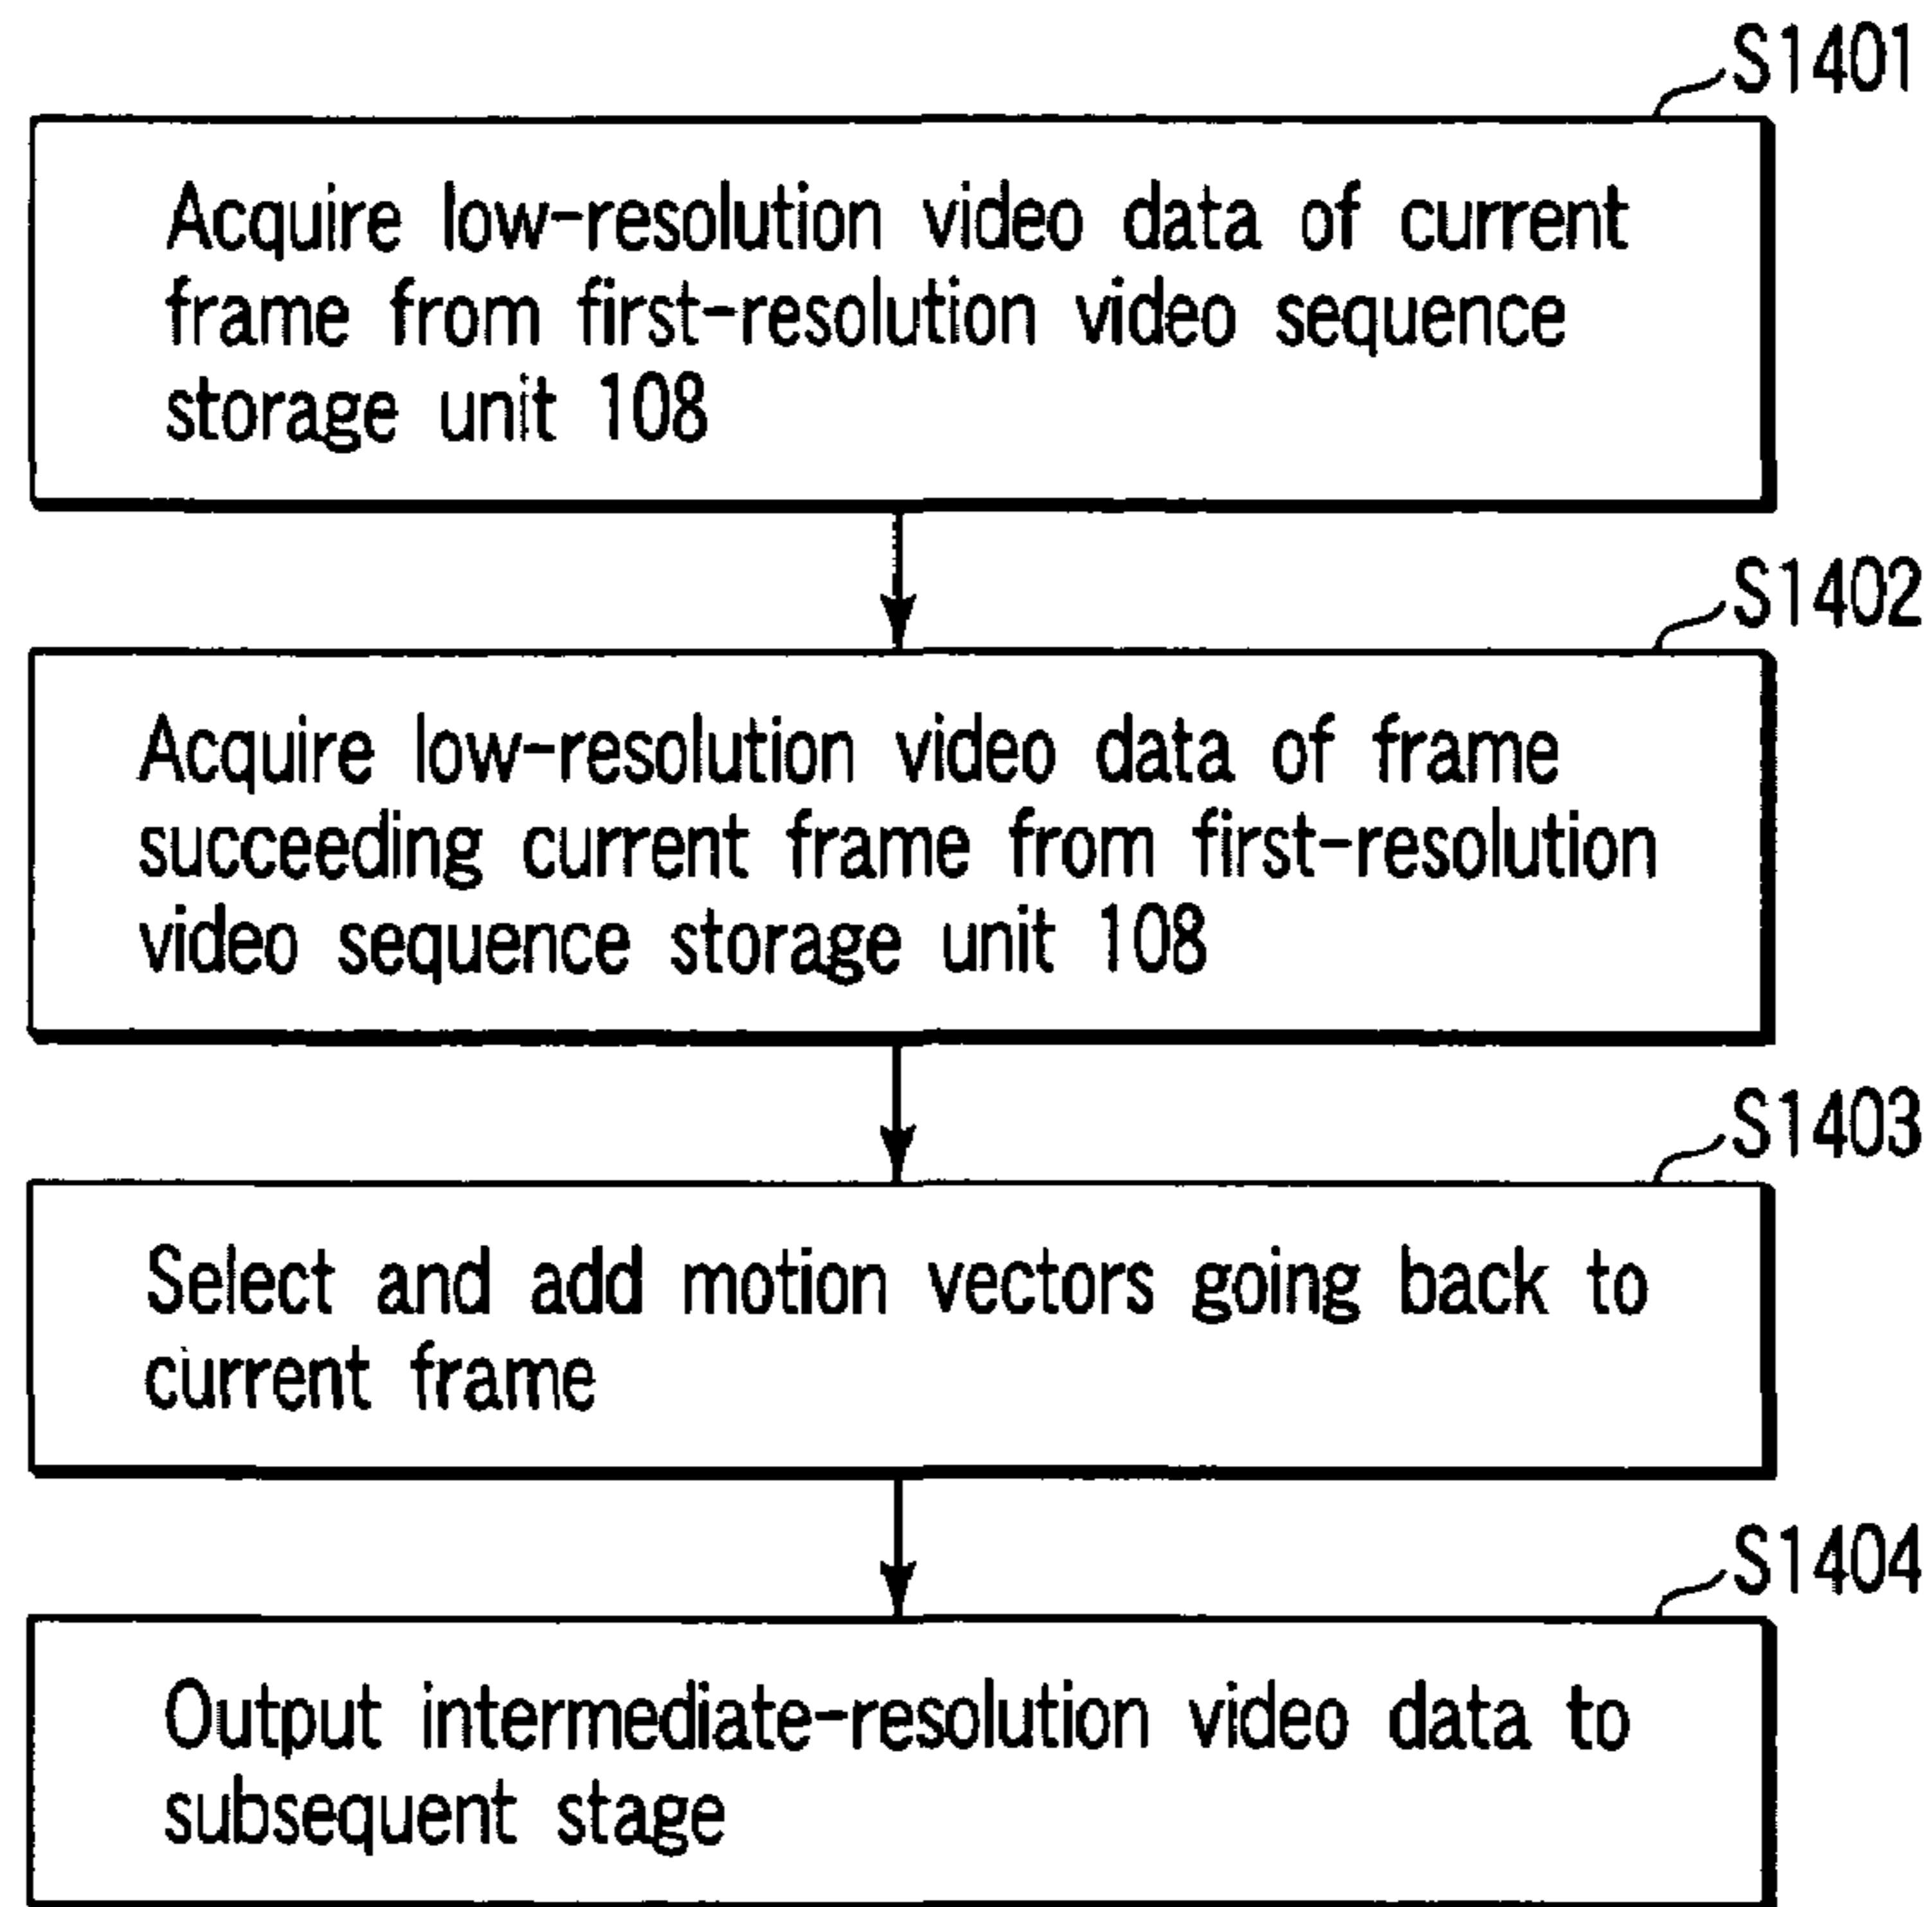 S1401
Acquire low-resolution video data of current
frame from first-resolution video sequence
storage unit 108
S1402
Acquire low-resolution video data of frame
succeeding current frame from first-resolution
video sequence storage unit 108
S1403
Select and add motion vectors going back to
current frame
S1404
Output intermediate-resolution video data to
subsequent stage